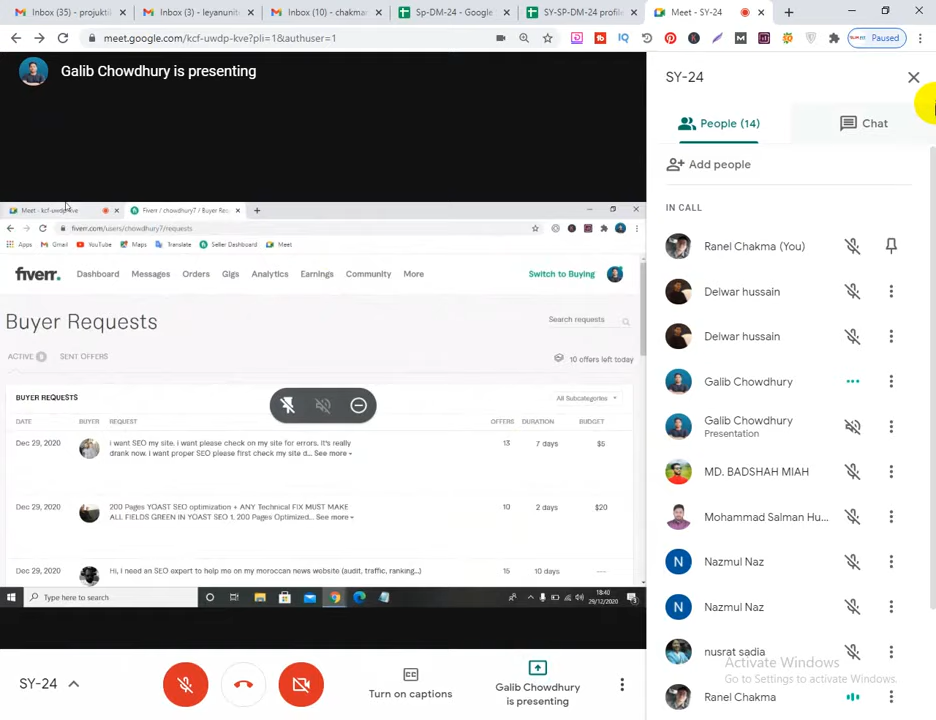 Inbox (35) - projuktil
Inbox (3) - leyanunite
Inbox (10) - chakma
Sp-DM-24 - Google
SY-SP-DM-24 profile
Meet - SY-24
meet.google.com/kcf-uwdp-kve?pli=1&authuser=1
Paused
Galib Chowdhury is presenting
SY-24
People (14)
Chat
Add people
IN CALL
Ranel Chakma (You)
Delwar hussain
Delwar hussain
Galib Chowdhury
Galib Chowdhury
Presentation
MD. BADSHAH MIAH
Mohammad Salman Hu...
N Nazmul Naz
N Nazmul Naz
nusrat sadia
Ranel Chakma
Meet - kcf-uwdp-kve
Fiverr / chowdhury7 / Buyer Req
fiverr.com/users/chowdhury7/requests
Apps Gmail YouTube Maps Translate Seller Dashboard Meet
fiverr. Dashboard Messages Orders Gigs Analytics Earnings Community More Switch to Buying
Buyer Requests
Search requests
ACTIVE SENT OFFERS
10 offers left today
BUYER REQUESTS
All Subcategories
DATE BUYER REQUEST OFFERS DURATION BUDGET
Dec 29, 2020 i want SEO my site. i want please check on my site for errors. it's really 13 7 days $5
drank now. i want proper SEO please first check my site d... See more
Dec 29, 2020 200 Pages YOAST SEO optimization + ANY Technical FIX MUST MAKE 10 2 days $20
ALL FIELDS GREEN IN YOAST SEO 1. 200 Pages Optimized... See more
Dec 29, 2020 Hi, I need an SEO expert to help me on my moroccan news website (audit, traffic, ranking...) 15 10 days ---
Type here to search
18:40
29/12/2020
3
SY-24
Turn on captions
Galib Chowdhury
is presenting
Activate Windows
Go to Settings to activate Windows.